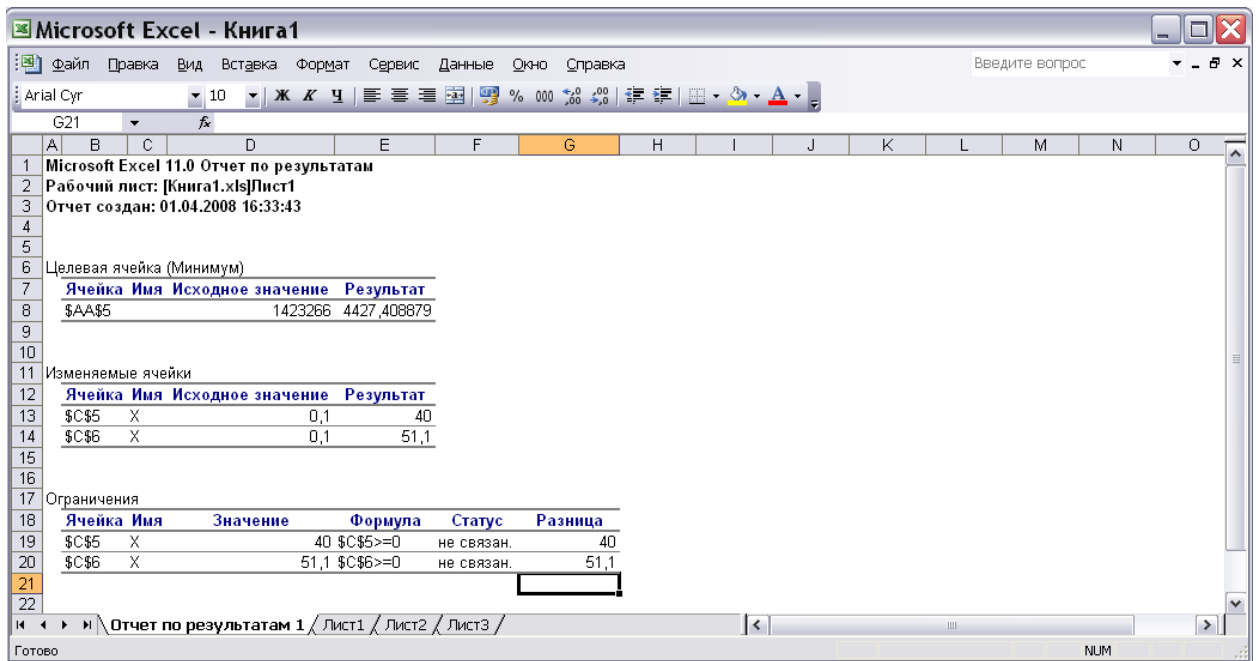 Microsoft Excel - Книга1
Файл Правка Вид Вставка Формат Сервис Данные Окно Справка Введите вопрос
Arial Cyr 10 Ж К Ч % 000 ,00 ,00 А
G21 fx
A B C D E F G H I J K L M N O
1 Microsoft Excel 11.0 Отчет по результатам
2 Рабочий лист: [Книга1.xls]Лист1
3 Отчет создан: 01.04.2008 16:33:43
4
5
6 Целевая ячейка (Минимум)
7 Ячейка Имя Исходное значение Результат
8 $AA$5 1423266 4427,408879
9
10
11 Изменяемые ячейки
12 Ячейка Имя Исходное значение Результат
13 $C$5 X 0,1 40
14 $C$6 X 0,1 51,1
15
16
17 Ограничения
18 Ячейка Имя Значение Формула Статус Разница
19 $C$5 X 40 $C$5>=0 не связан. 40
20 $C$6 X 51,1 $C$6>=0 не связан. 51,1
21
22
Отчет по результатам 1 Лист1 Лист2 Лист3
Готово NUM